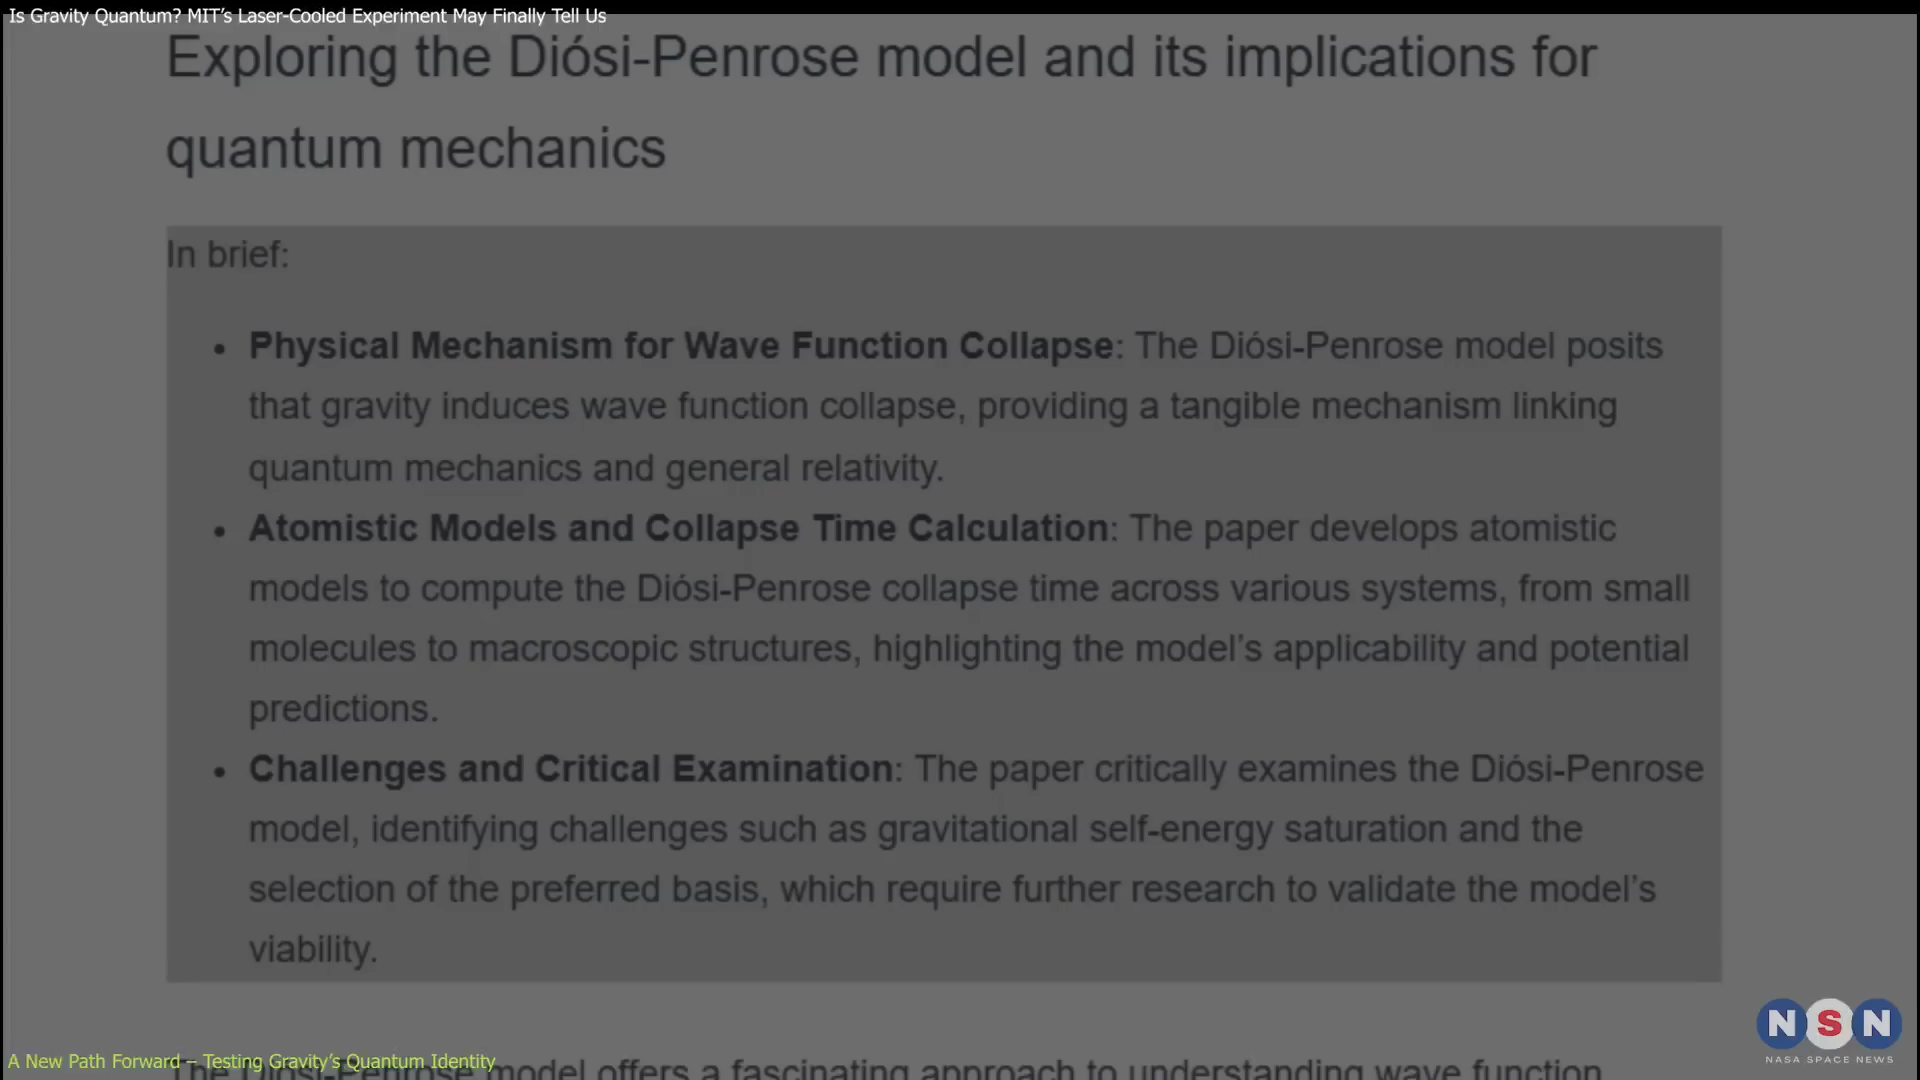 Is Gravity Quantum? MIT’s Laser-Cooled Experiment May Finally Tell Us
Exploring the Diósi-Penrose model and its implications for
quantum mechanics
In brief:
• Physical Mechanism for Wave Function Collapse: The Diósi-Penrose model posits
that gravity induces wave function collapse, providing a tangible mechanism linking
quantum mechanics and general relativity.
• Atomistic Models and Collapse Time Calculation: The paper develops atomistic
models to compute the Diósi-Penrose collapse time across various systems, from small
molecules to macroscopic structures, highlighting the model’s applicability and potential
predictions.
• Challenges and Critical Examination: The paper critically examines the Diósi-Penrose
model, identifying challenges such as gravitational self-energy saturation and the
selection of the preferred basis, which require further research to validate the model’s
viability.
NSN
NASA SPACE NEWS
A New Path Forward – Testing Gravity’s Quantum Identity
The Diósi-Penrose model offers a fascinating approach to understanding wave function